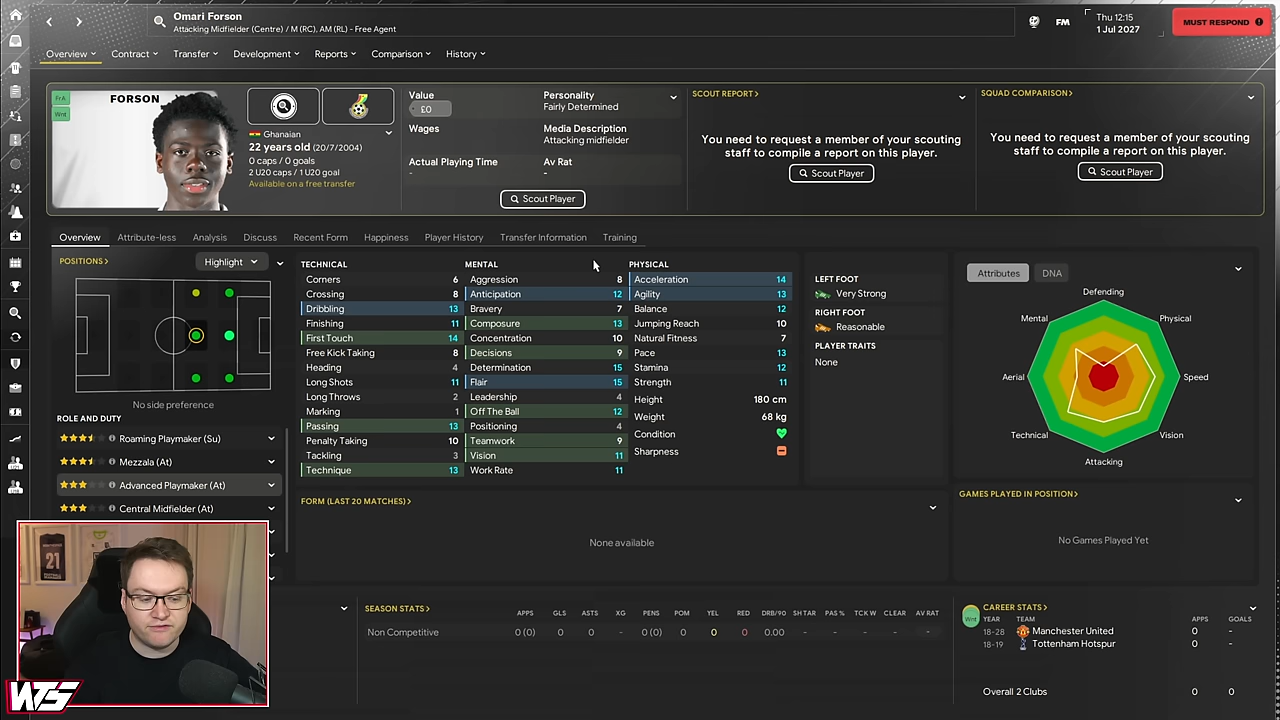 Omari Forson
Attacking Midfielder (Centre) / M (RC), AM (RL) - Free Agent
FM
Thu 12:15
1 Jul 2027
MUST RESPOND
Overview
Contract
Transfer
Development
Reports
Comparison
History
FrA
Wnt
FORSON
Ghanaian
22 years old (20/7/2004)
0 caps / 0 goals
2 U20 caps / 1 U20 goal
Available on a free transfer
Value
£0
Wages
Actual Playing Time
-
Personality
Fairly Determined
Media Description
Attacking midfielder
Av Rat
-
Scout Player
SCOUT REPORT >
You need to request a member of your scouting
staff to compile a report on this player.
Scout Player
SQUAD COMPARISON >
You need to request a member of your scouting
staff to compile a report on this player.
Scout Player
Overview
Attribute-less
Analysis
Discuss
Recent Form
Happiness
Player History
Transfer Information
Training
POSITIONS >
Highlight
No side preference
ROLE AND DUTY
Roaming Playmaker (Su)
Mezzala (At)
Advanced Playmaker (At)
Central Midfielder (At)
TECHNICAL
Corners 6
Crossing 8
Dribbling 13
Finishing 11
First Touch 14
Free Kick Taking 8
Heading 4
Long Shots 11
Long Throws 2
Marking 1
Passing 13
Penalty Taking 10
Tackling 3
Technique 13
MENTAL
Aggression 8
Anticipation 12
Bravery 7
Composure 13
Concentration 10
Decisions 9
Determination 15
Flair 15
Leadership 4
Off The Ball 12
Positioning 4
Teamwork 9
Vision 11
Work Rate 11
PHYSICAL
Acceleration 14
Agility 13
Balance 12
Jumping Reach 10
Natural Fitness 7
Pace 13
Stamina 12
Strength 11
Height 180 cm
Weight 68 kg
Condition
Sharpness
LEFT FOOT
Very Strong
RIGHT FOOT
Reasonable
PLAYER TRAITS
None
Attributes
DNA
Defending
Physical
Speed
Vision
Attacking
Technical
Aerial
Mental
FORM (LAST 20 MATCHES) >
None available
GAMES PLAYED IN POSITION >
No Games Played Yet
SEASON STATS >
APPS GLS ASTS XG PENS POM YEL RED DRB/90 SH TAR PAS % TCK W CLEAR AV RAT
Non Competitive 0 (0) 0 0 - 0 (0) 0 0 0 0.00 - - - - -
Wnt
CAREER STATS >
YEAR TEAM APPS GOALS
18-28 Manchester United 0 -
18-19 Tottenham Hotspur 0 -
Overall 2 Clubs 0 0
21
WTS